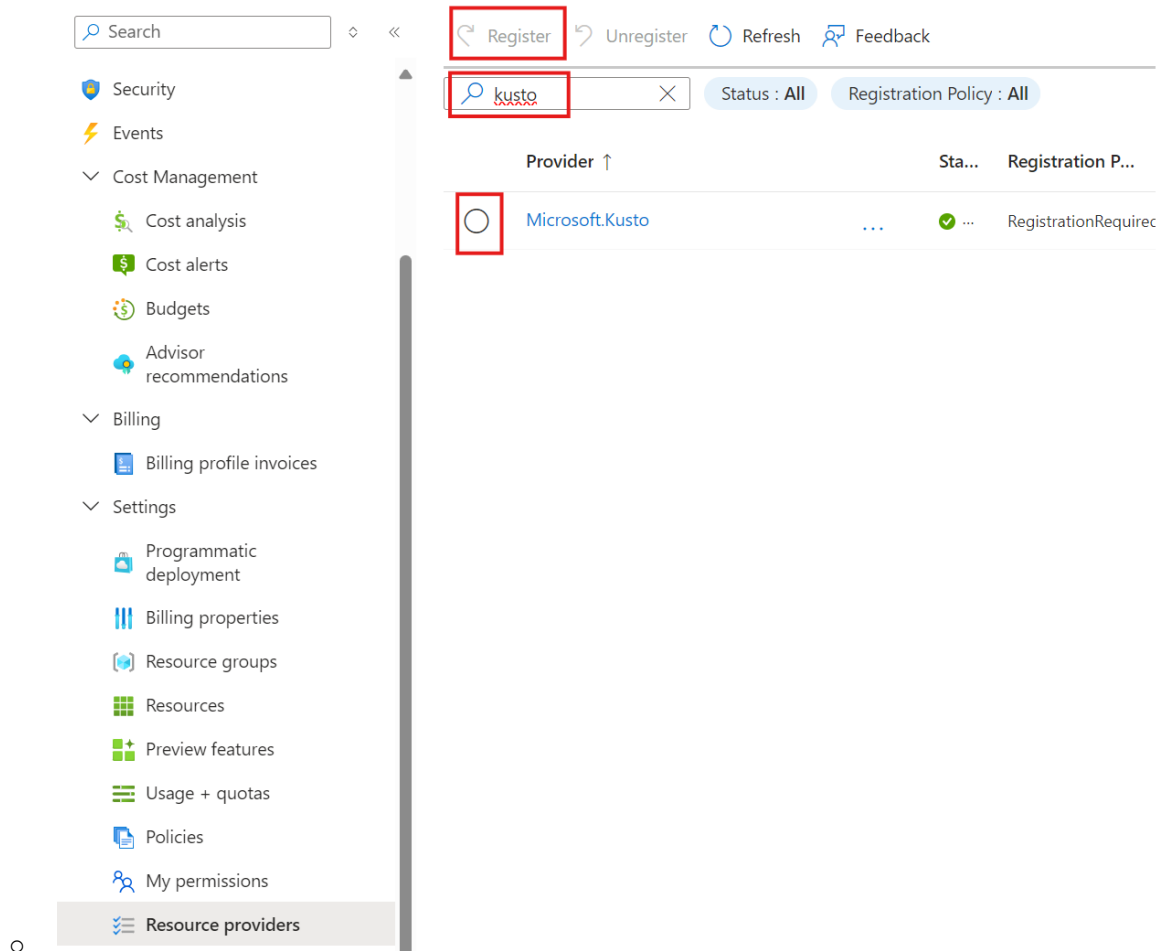 Search
Security
Events
Cost Management
Cost analysis
Cost alerts
Budgets
Advisor
recommendations
Billing
Billing profile invoices
Settings
Programmatic
deployment
Billing properties
Resource groups
Resources
Preview features
Usage + quotas
Policies
My permissions
Resource providers
Register Unregister Refresh Feedback
kusto Status : All Registration Policy : All
Provider ↑ Sta... Registration P...
Microsoft.Kusto ... ... RegistrationRequired